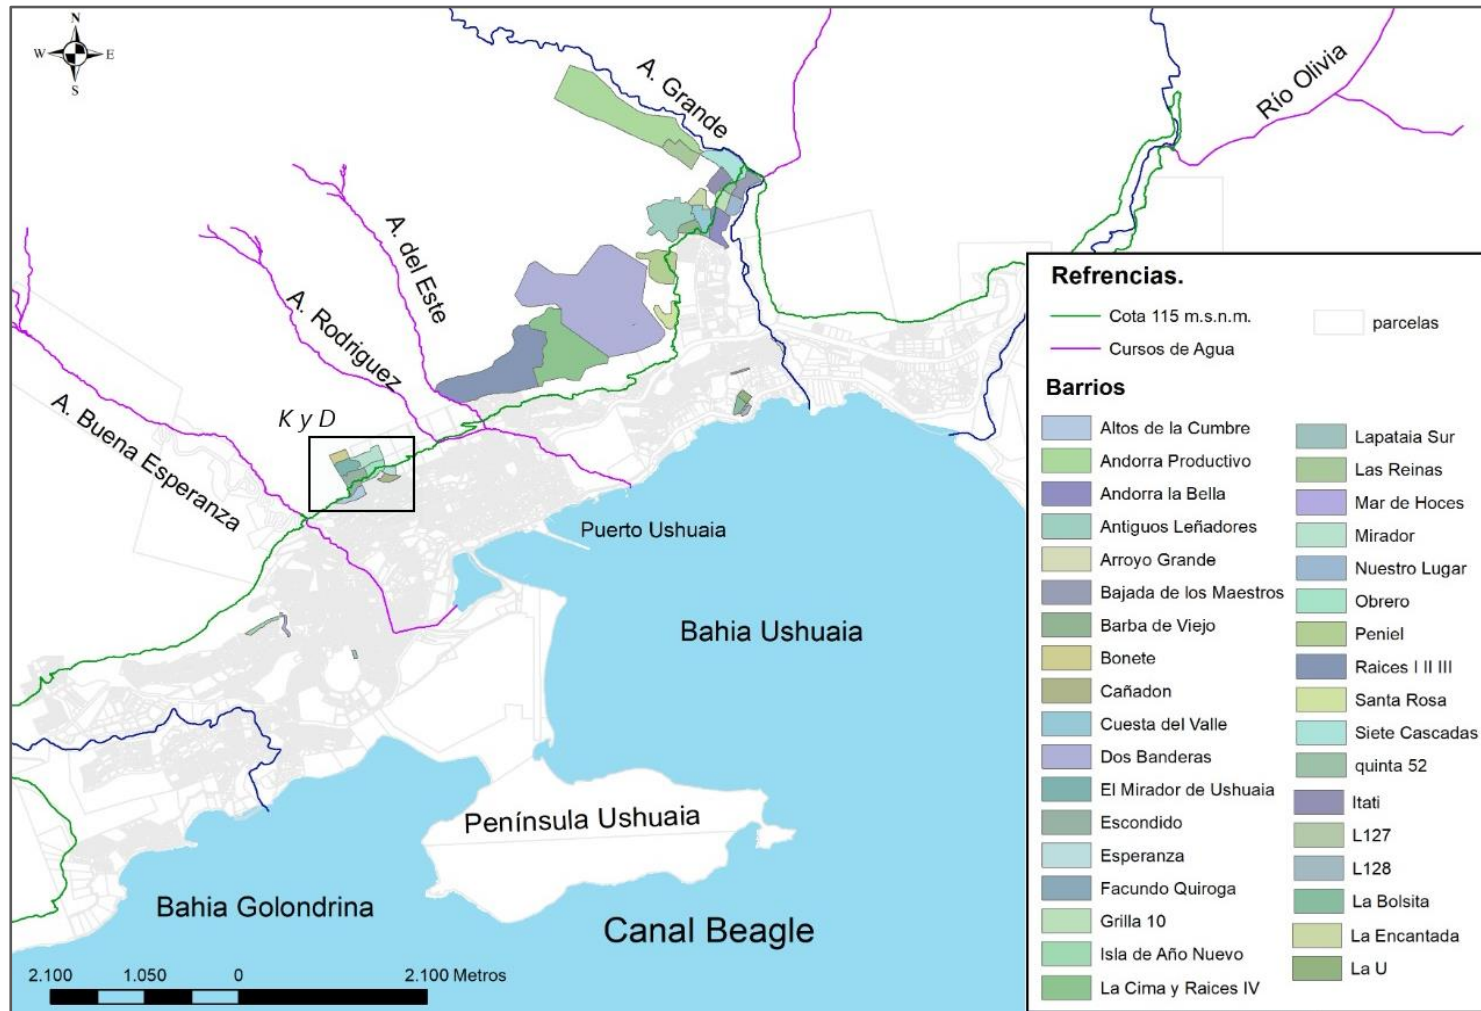 N
W E
S
A. Grande
Río Olivia
A. del Este
A. Rodriguez
A. Buena Esperanza
K y D
Puerto Ushuaia
Bahia Ushuaia
Península Ushuaia
Bahia Golondrina
Canal Beagle
2.100 1.050 0 2.100 Metros
Refrencias.
Cota 115 m.s.n.m.
parcelas
Cursos de Agua
Barrios
Altos de la Cumbre
Andorra Productivo
Andorra la Bella
Antiguos Leñadores
Arroyo Grande
Bajada de los Maestros
Barba de Viejo
Bonete
Cañadon
Cuesta del Valle
Dos Banderas
El Mirador de Ushuaia
Escondido
Esperanza
Facundo Quiroga
Grilla 10
Isla de Año Nuevo
La Cima y Raices IV
Lapataia Sur
Las Reinas
Mar de Hoces
Mirador
Nuestro Lugar
Obrero
Peniel
Raices I II III
Santa Rosa
Siete Cascadas
quinta 52
Itati
L127
L128
La Bolsita
La Encantada
La U